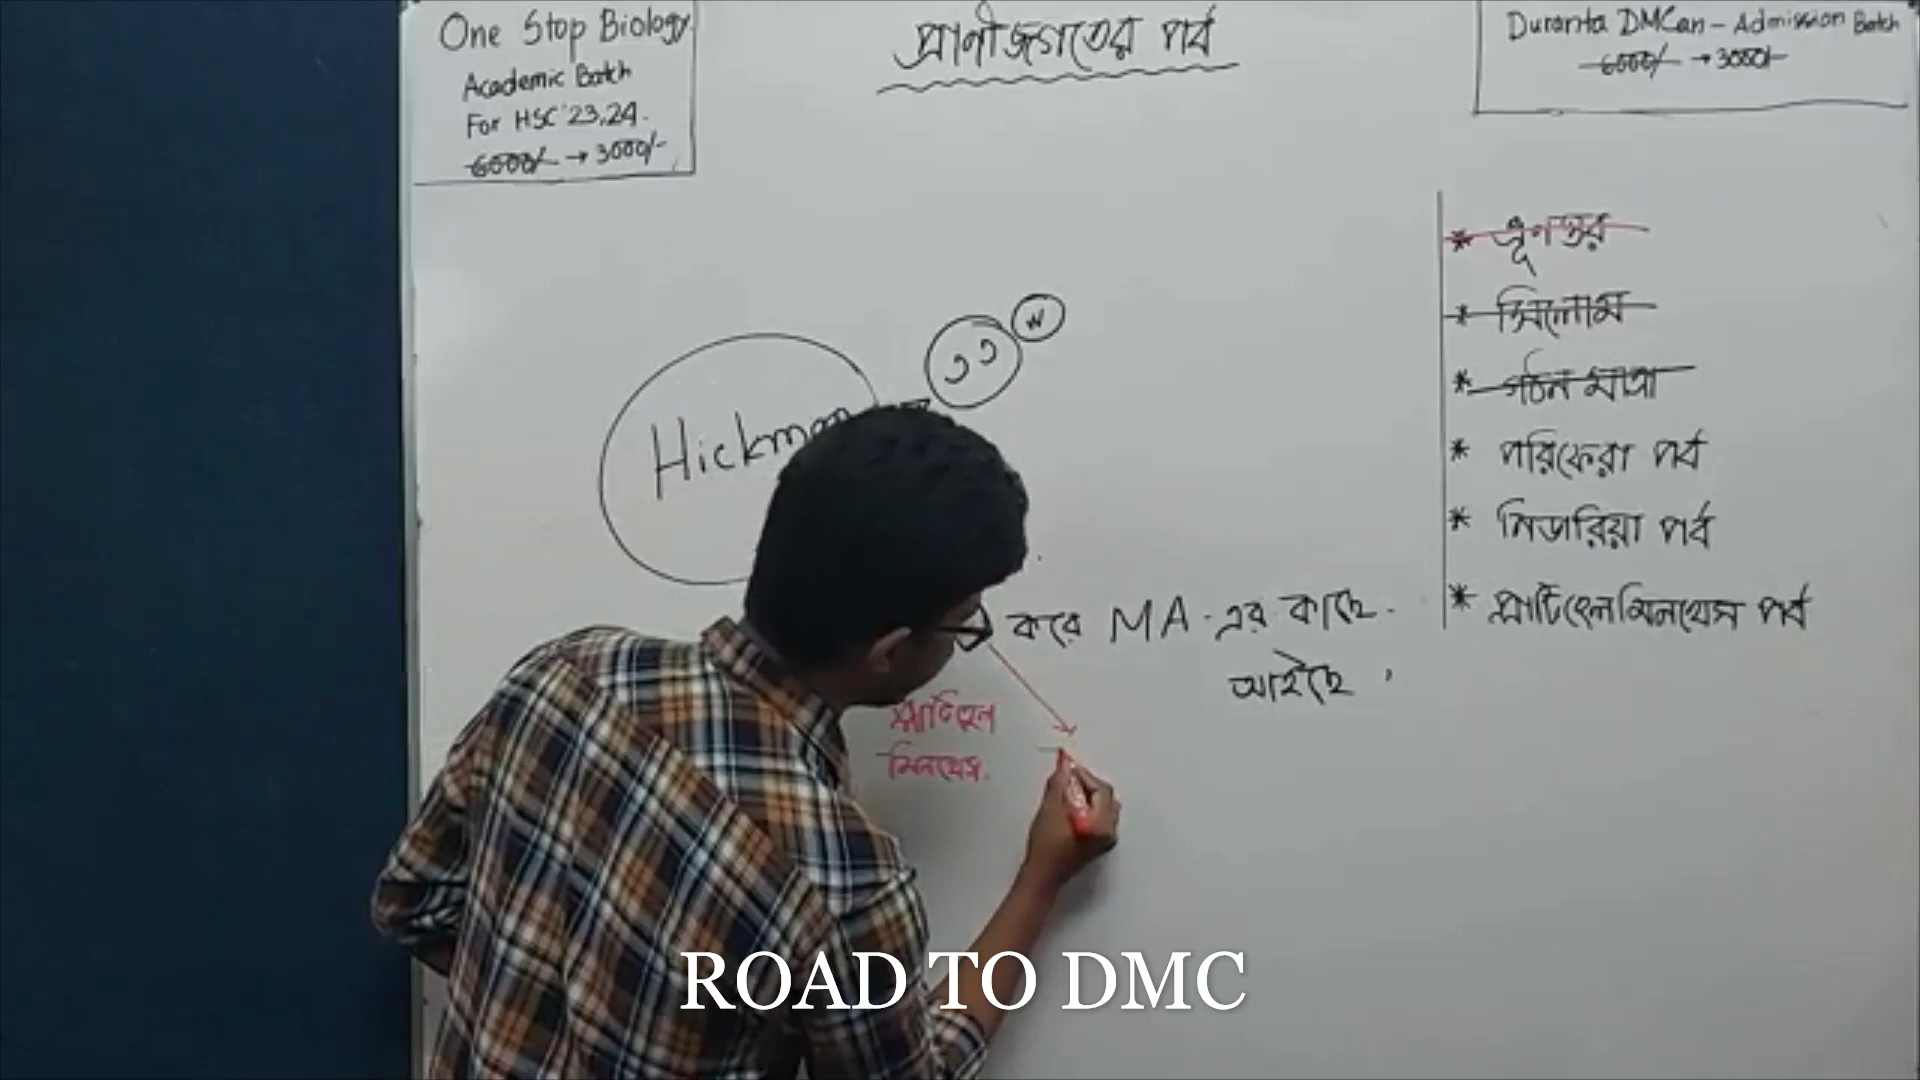 One Stop Biology
Academic Batch
For HSC '23,24.
6000/- → 3000/-
প্রাণীজগতের পর্ব
Duranta DMCan - Admission Batch
6000/- → 3000/-
* ভ্রূণস্তর
* সিলোম
* গঠন মাত্রা
* পরিফেরা পর্ব
* নিডারিয়া পর্ব
* প্লাটিহেলমিনথেস পর্ব
W
Hickman
করে MA-এর কাছে
আইছে
প্লাটিহেল
মিনথেস.
ROAD TO DMC